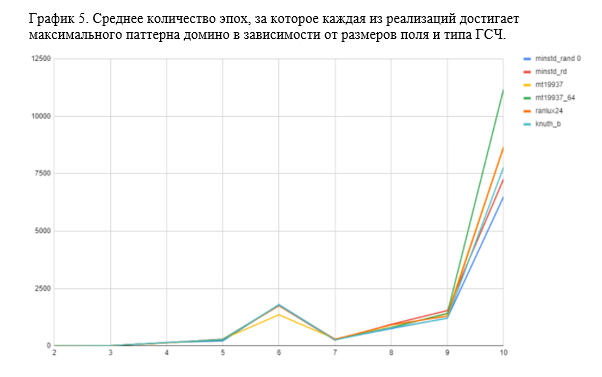 График 5. Среднее количество эпох, за которое каждая из реализаций достигает
максимального паттерна домино в зависимости от размеров поля и типа ГСЧ.
12500
10000
7500
5000
2500
0
2 3 4 5 6 7 8 9 10
minstd_rand 0
minstd_rd
mt19937
mt19937_64
ranlux24
knuth_b